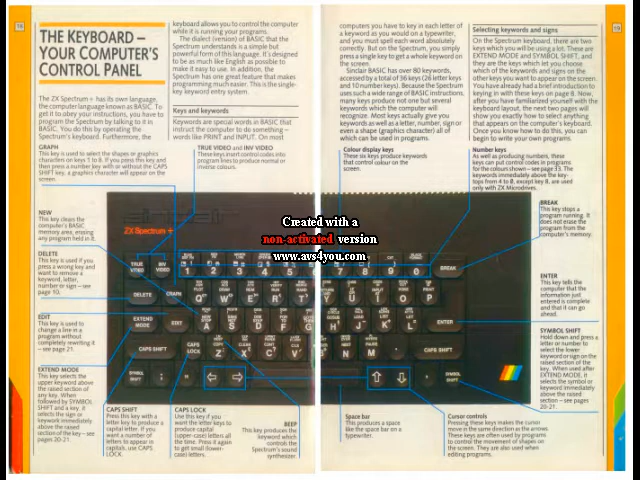 16
THE KEYBOARD –
YOUR COMPUTER'S
CONTROL PANEL
The ZX Spectrum + has its own language,
the computer language known as BASIC. To
get it to obey your instructions, you have to
program the Spectrum by talking to it in
BASIC. You do this by operating the
Spectrum's keyboard. Furthermore, the
keyboard allows you to control the computer
while it is running your programs.
The dialect (version) of BASIC that the
Spectrum understands is a simple but
powerful form of this language. It's designed
to be as much like English as possible to
make it easy to use. In addition, the
Spectrum has one great feature that makes
programming much easier. This is the single-
key keyword entry system.
Keys and keywords
Keywords are special words in BASIC that
instruct the computer to do something –
words like PRINT and INPUT. On most
computers you have to key in each letter of
a keyword as you would on a typewriter, and
you must spell each word absolutely
correctly. But on the Spectrum, you simply
press a single key to get a whole keyword on
the screen.
Sinclair BASIC has over 80 keywords,
accessed by a total of 36 keys (26 letter keys
and 10 number keys). Because the Spectrum
uses such a wide range of BASIC instructions,
many keys produce not one but several
keywords which the computer will
recognize. Most keys actually give you
keywords as well as a letter, number, sign or
even a shape (graphics character) all of
which can be used in programs.
Selecting keywords and signs
On the Spectrum keyboard, there are two
keys which you will be using a lot. These are
EXTEND MODE and SYMBOL SHIFT, and
they are the keys which let you choose
which of the keywords and signs on the
other keys you want to appear on the screen.
You have already had a brief introduction to
keying in with these keys on page 8. Now,
after you have familiarized yourself with the
keyboard layout, the next two pages will
show you exactly how to select anything
that appears on the computer's keyboard.
Once you know how to do this, you can
begin to write your own programs.
GRAPH
This key is used to select the shapes or graphics
characters on keys 1 to 8. If you press this key and
then press a number key with or without the CAPS
SHIFT key, a graphics character will appear on the
screen.
TRUE VIDEO and INV VIDEO
These keys insert control codes into
program lines to produce normal or
inverse colours.
Colour display keys
These six keys produce keywords
that control colour on the
screen.
Number keys
As well as producing numbers, these
keys can put control codes in programs
for the colours shown – see page 33. The
keywords immediately above the key-
tops from 4 to 0, except key 8, are used
only with ZX Microdrives.
NEW
This key clears the
computer's BASIC
memory area, erasing
any program held in it.
DELETE
This key is used if you
press a wrong key and
want to remove a
keyword, letter,
number or sign – see
page 10.
EDIT
This key is used to
change a line in a
program without
completely rewriting it
– see page 21.
EXTEND MODE
This key selects the
upper keyword above
the raised section of
any key. When
followed by SYMBOL
SHIFT and a key, it
selects the sign or
keyword immediately
above the raised
section of the key – see
pages 20-21.
sinclair
ZX Spectrum +
Created with a
non-activated version
www.avs4you.com
TRUE VIDEO
INV VIDEO
1 2 3 4 5 8 9 0
BREAK
DELETE
GRAPH
Q W E R T U O P
EXTEND MODE
EDIT
A S D F G H J K L
ENTER
CAPS SHIFT
CAPS LOCK
Z X C N M
CAPS SHIFT
SYMBOL SHIFT
SYMBOL SHIFT
BREAK
This key stops a
program running. It
does not erase the
program from the
computer's memory.
ENTER
This key tells the
computer that the
information just
entered is complete
and that it can go
ahead.
SYMBOL SHIFT
Hold down and press a
letter or number to
select the lower
keyword or sign on the
raised section of the
key. When used after
EXTEND MODE, it
selects the symbol or
keyword immediately
above the raised
section – see pages
20-21.
CAPS SHIFT
Press this key with a
letter key to produce a
capital letter. If you
want a number of
letters to appear in
capitals, use CAPS
LOCK.
CAPS LOCK
Use this key if you
want the letter keys to
produce capital
(upper-case) letters all
the time. Press it again
to get small (lower-
case) letters.
BEEP
This key produces the
keyword which
controls the
Spectrum's sound
synthesizer.
Space bar
This produces a space
like the space bar on a
typewriter.
Cursor controls
Pressing these keys makes the cursor
move in the same direction as the arrows.
These keys are often used by programs
to control the movement of shapes on
the screen. They are also used when
editing programs.